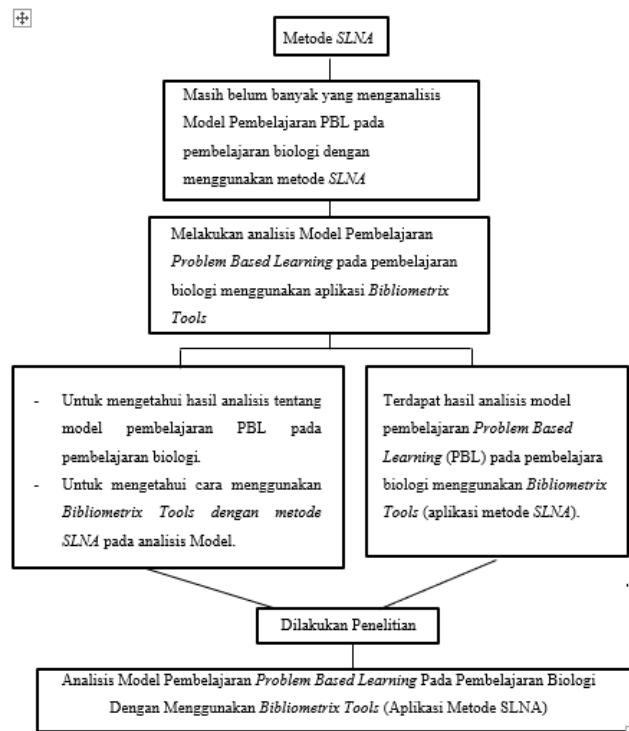 Metode SLNA
Masih belum banyak yang menganalisis
Model Pembelajaran PBL pada
pembelajaran biologi dengan
menggunakan metode SLNA
Melakukan analisis Model Pembelajaran
Problem Based Learning pada pembelajaran
biologi menggunakan aplikasi Bibliometrix
Tools
- Untuk mengetahui hasil analisis tentang
model pembelajaran PBL pada
pembelajaran biologi.
- Untuk mengetahui cara menggunakan
Bibliometrix Tools dengan metode
SLNA pada analisis Model.
Terdapat hasil analisis model
pembelajaran Problem Based
Learning (PBL) pada pembelajara
biologi menggunakan Bibliometrix
Tools (aplikasi metode SLNA).
Dilakukan Penelitian
Analisis Model Pembelajaran Problem Based Learning Pada Pembelajaran Biologi
Dengan Menggunakan Bibliometrix Tools (Aplikasi Metode SLNA)